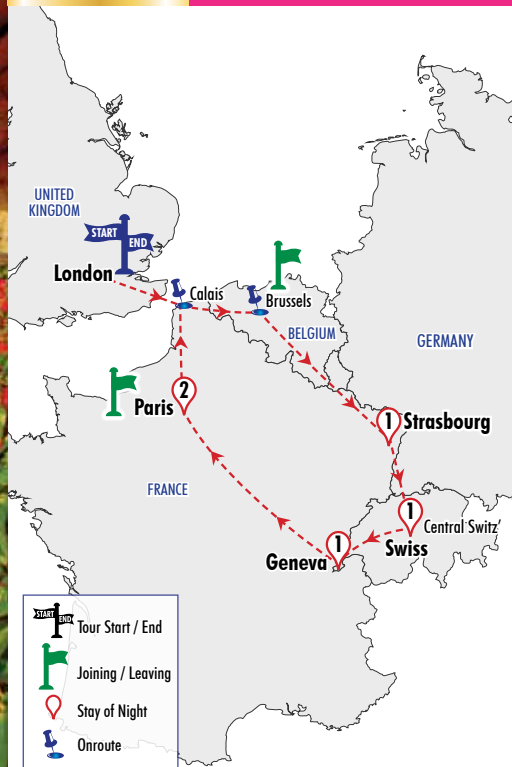 UNITED
KINGDOM
START
END
London
Calais
Brussels
BELGIUM
GERMANY
2
Paris
1
Strasbourg
FRANCE
1
Central Switz'
Swiss
1
Geneva
START
END
Tour Start / End
Joining / Leaving
Stay of Night
Onroute